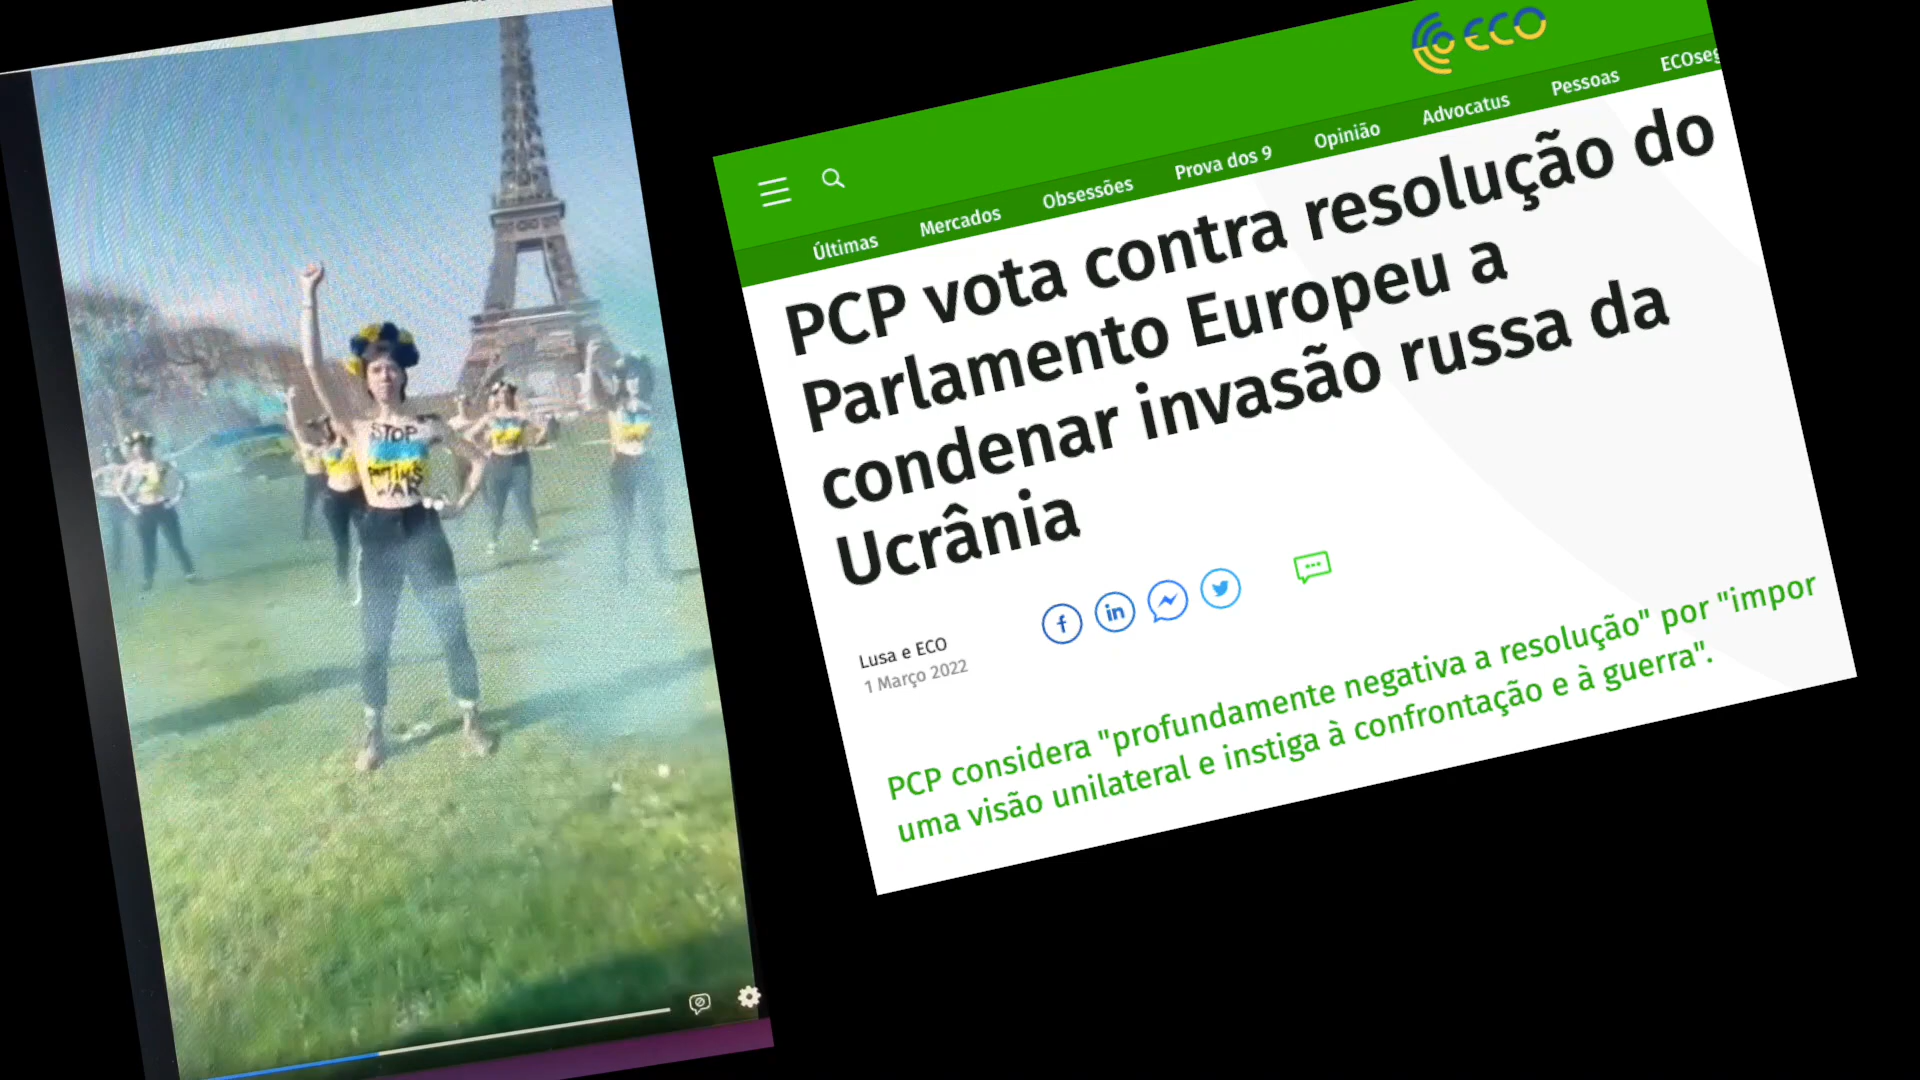 STOP
PUTIN'S
WAR
ECO
Últimas Mercados Obsessões Prova dos 9 Opinião Advocatus Pessoas ECOseg
PCP vota contra resolução do
Parlamento Europeu a
condenar invasão russa da
Ucrânia
Lusa e ECO
1 Março 2022
PCP considera "profundamente negativa a resolução" por "impor
uma visão unilateral e instiga à confrontação e à guerra".